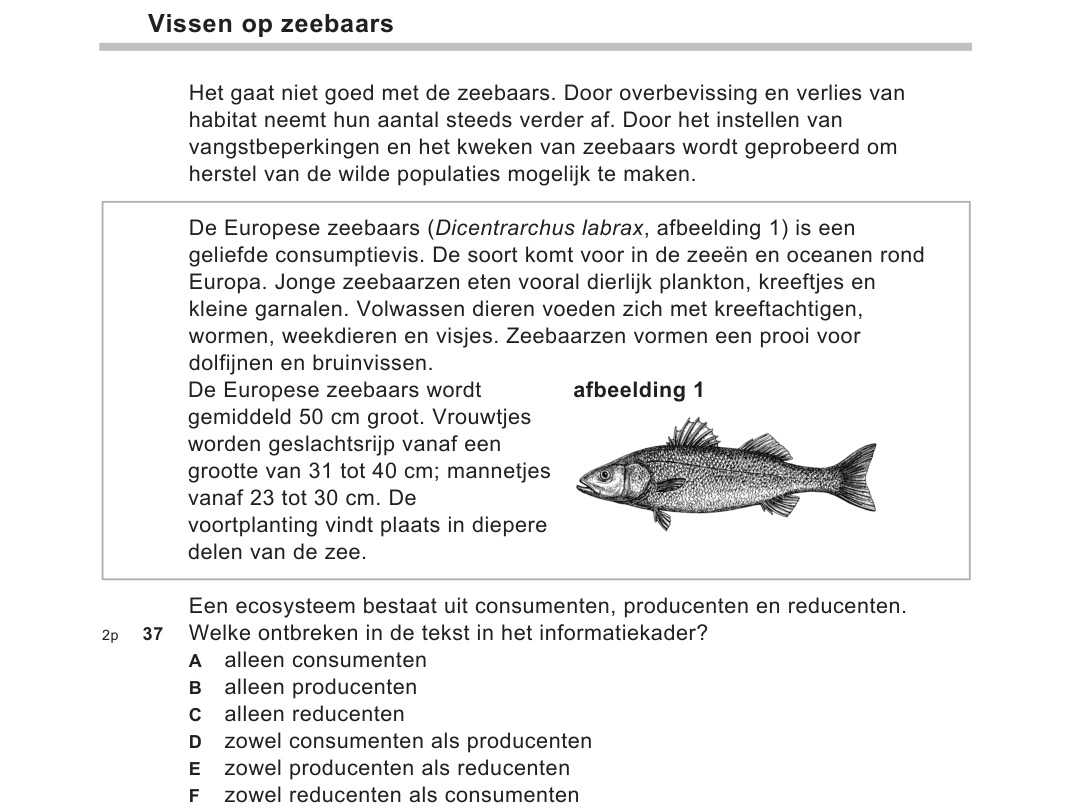 Vissen op zeebaars
Het gaat niet goed met de zeebaars. Door overbevissing en verlies van
habitat neemt hun aantal steeds verder af. Door het instellen van
vangstbeperkingen en het kweken van zeebaars wordt geprobeerd om
herstel van de wilde populaties mogelijk te maken.
De Europese zeebaars (Dicentrarchus labrax, afbeelding 1) is een
geliefde consumptievis. De soort komt voor in de zeeën en oceanen rond
Europa. Jonge zeebaarzen eten vooral dierlijk plankton, kreeftjes en
kleine garnalen. Volwassen dieren voeden zich met kreeftachtigen,
wormen, weekdieren en visjes. Zeebaarzen vormen een prooi voor
dolfijnen en bruinvissen.
De Europese zeebaars wordt
gemiddeld 50 cm groot. Vrouwtjes
worden geslachtsrijp vanaf een
grootte van 31 tot 40 cm; mannetjes
vanaf 23 tot 30 cm. De
voortplanting vindt plaats in diepere
delen van de zee.
afbeelding 1
Een ecosysteem bestaat uit consumenten, producenten en reducenten.
2p 37 Welke ontbreken in de tekst in het informatiekader?
A alleen consumenten
B alleen producenten
C alleen reducenten
D zowel consumenten als producenten
E zowel producenten als reducenten
F zowel reducenten als consumenten